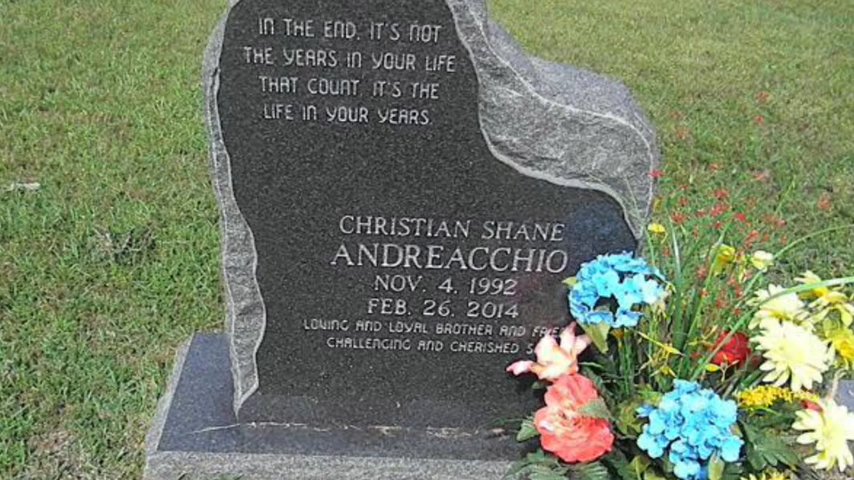 IN THE END, IT'S NOT
THE YEARS IN YOUR LIFE
THAT COUNT. IT'S THE
LIFE IN YOUR YEARS.
CHRISTIAN SHANE
ANDREACCHIO
NOV. 4, 1992
FEB. 26, 2014
LOVING AND LOYAL BROTHER AND
CHALLENGING AND CHERISHED